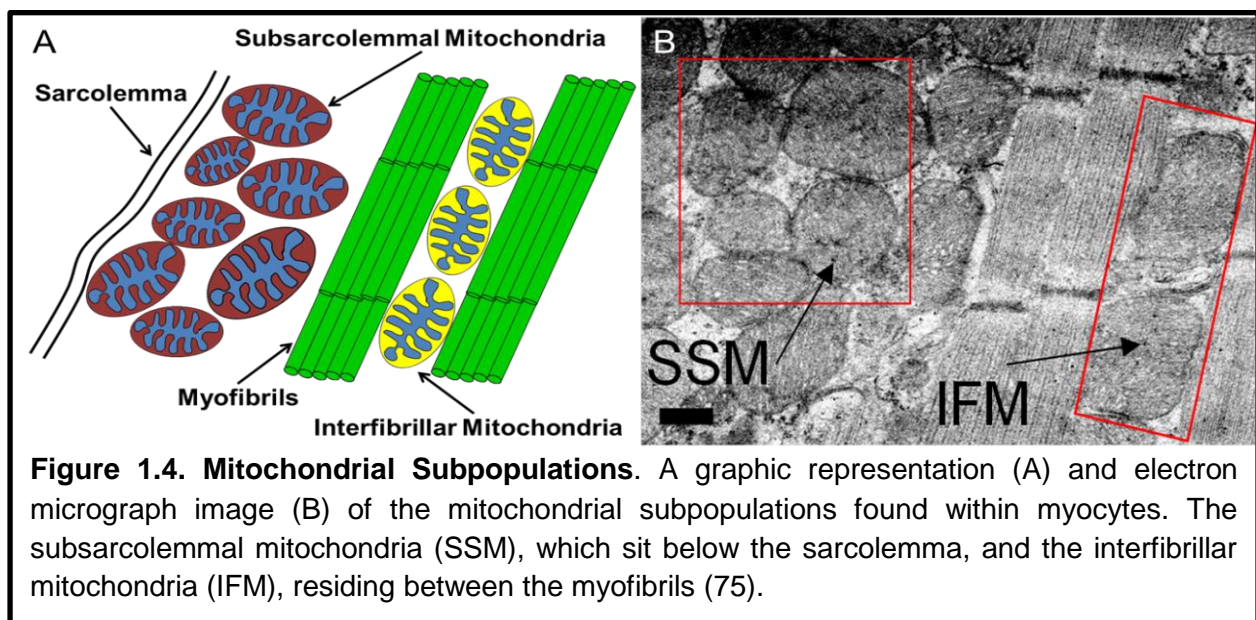 A
Subsarcolemmal Mitochondria
Sarcolemma
Myofibrils
Interfibrillar Mitochondria
B
SSM
IFM
Figure 1.4. Mitochondrial Subpopulations. A graphic representation (A) and electron
micrograph image (B) of the mitochondrial subpopulations found within myocytes. The
subsarcolemmal mitochondria (SSM), which sit below the sarcolemma, and the interfibrillar
mitochondria (IFM), residing between the myofibrils (75).